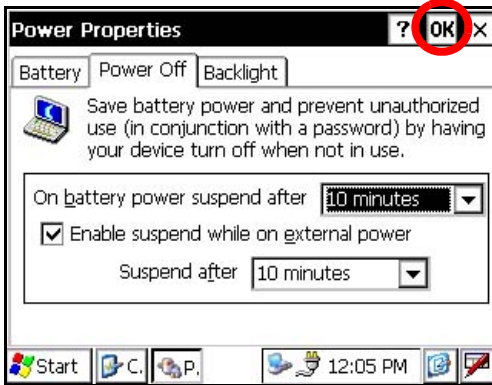 Power Properties ? OK ×
Battery Power Off Backlight
Save battery power and prevent unauthorized
use (in conjunction with a password) by having
your device turn off when not in use.
On battery power suspend after 10 minutes
Enable suspend while on external power
Suspend after 10 minutes
Start C. P. 12:05 PM